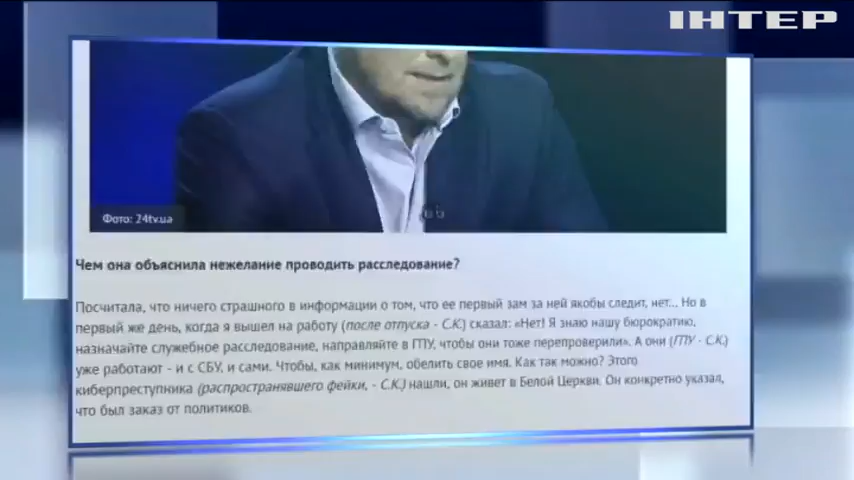 ІНТЕР
Фото: 24tv.ua
Чем она объяснила нежелание проводить расследование?
Посчитала, что ничего страшного в информации о том, что ее первый зам за ней якобы следит, нет... Но в
первый же день, когда я вышел на работу (после отпуска - С.К.) сказал: «Нет! Я знаю нашу бюрократию,
назначайте служебное расследование, направляйте в ГПУ, чтобы они тоже перепроверили». А они (ГПУ - С.К.)
уже работают - и с СБУ, и сами. Чтобы, как минимум, обелить свое имя. Как так можно? Этого
киберпреступника (распространявшего фейки, - С.К.) нашли, он живет в Белой Церкви. Он конкретно указал,
что был заказ от политиков.